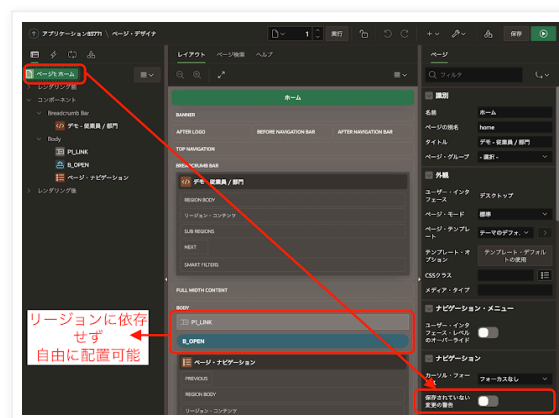 アプリケーション85771 \ ページ・デザイナ
1
実行
保存
レイアウト ページ検索 ヘルプ
ページ
フィルタ
ページ1: ホーム
レンダリング前
コンポーネント
Breadcrumb Bar
デモ - 従業員 / 部門
Body
P1_LINK
B_OPEN
ページ・ナビゲーション
レンダリング後
ホーム
BANNER
AFTER LOGO
BEFORE NAVIGATION BAR
AFTER NAVIGATION BAR
TOP NAVIGATION
BREADCRUMB BAR
デモ - 従業員 / 部門
REGION BODY
リージョン・コンテンツ
SUB REGIONS
NEXT
SMART FILTERS
FULL WIDTH CONTENT
BODY
P1_LINK
B_OPEN
ページ・ナビゲーション
PREVIOUS
REGION BODY
リージョン・コンテンツ
リージョンに依存
せず
自由に配置可能
識別
名前
ホーム
ページの別名
home
タイトル
デモ - 従業員 / 部門
ページ・グループ
- 選択 -
外観
ユーザー・インタ
フェース
デスクトップ
ページ・モード
標準
ページ・テンプレ
ート
テーマのデフォ.
テンプレート・オ
プション
テンプレート・デフォル
トの使用
CSSクラス
メディア・タイプ
ナビゲーション・メニュー
ユーザー・インタ
フェース・レベル
のオーバーライド
ナビゲーション
カーソル・フォー
フォーカスなし
保存されていない
変更の警告